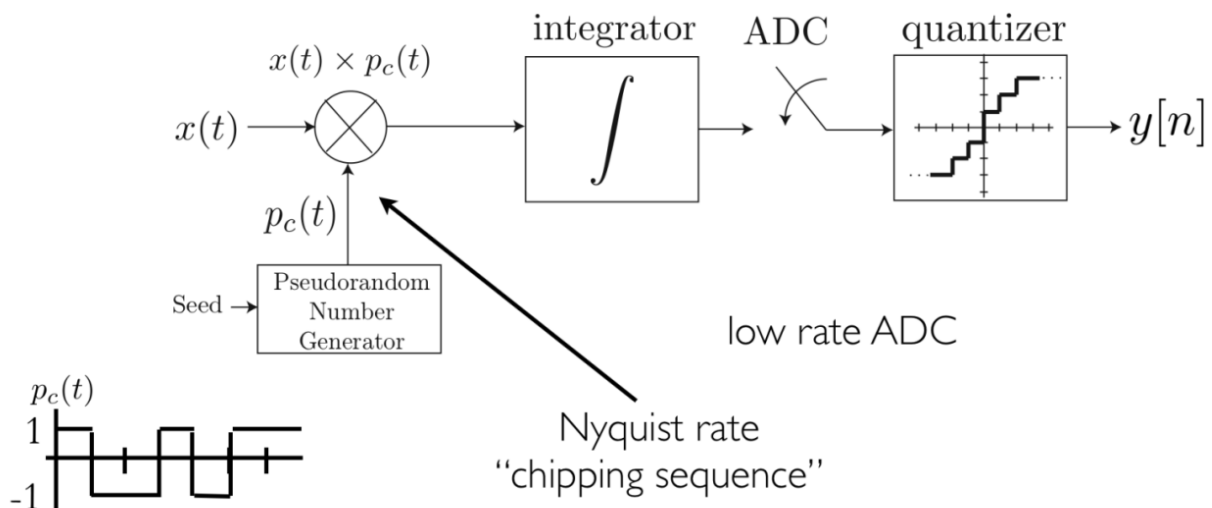 integrator
ADC
quantizer
x(t) × p_c(t)
x(t)
∫
y[n]
p_c(t)
Seed
Pseudorandom
Number
Generator
low rate ADC
p_c(t)
1
-1
Nyquist rate
“chipping sequence”